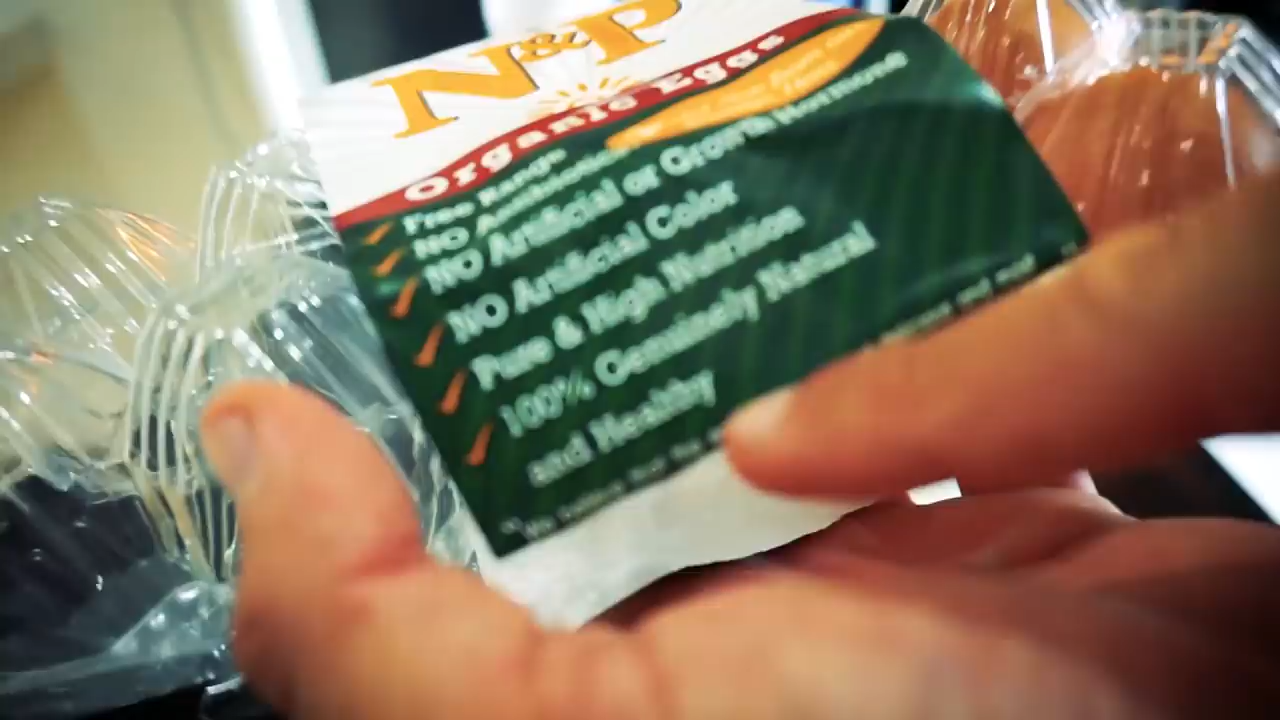 N&P
Organic Eggs
Free Range
NO Antibiotics
NO Artificial or Growth Hormone
NO Artificial Color
Pure & High Nutrition
100% Genuinely Natural
and Healthy